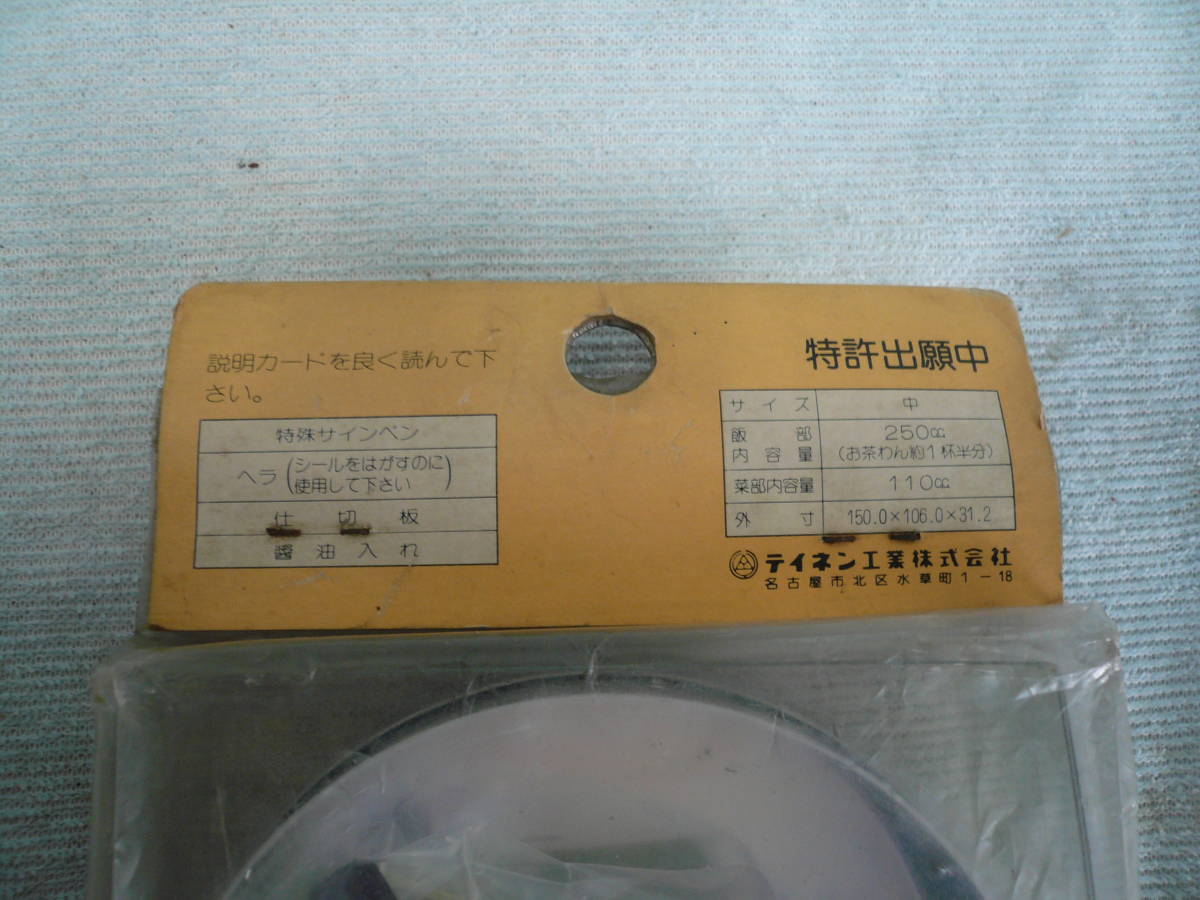 説明カードを良く読んで下
さい。
特殊サインペン
ヘラ(シールをはがすのに
使用して下さい)
仕切板
醤油入れ
特許出願中
サイズ 中
飯部 250cc
内容量 (お茶わん約1杯半分)
菜部内容量 110cc
外寸 150.0×106.0×31.2
テイネン工業株式会社
名古屋市北区水草町1-18